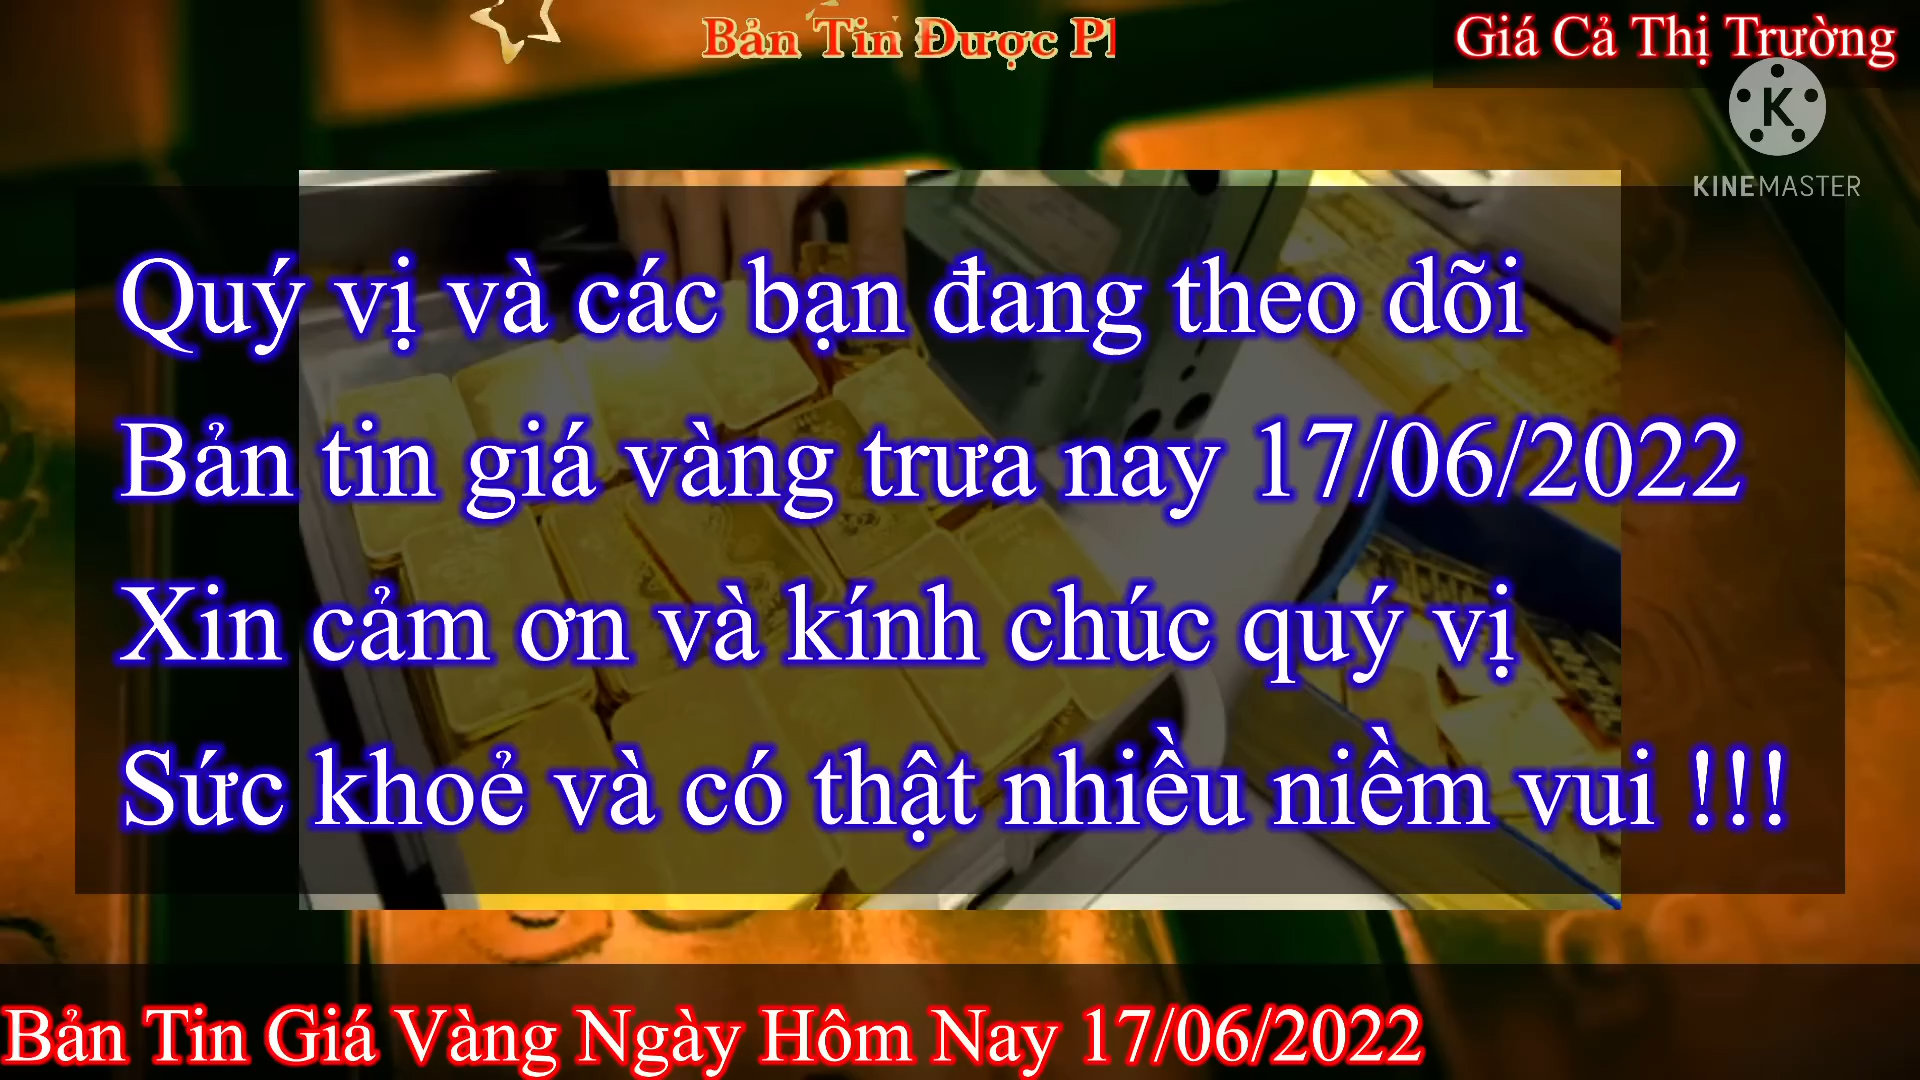 Bản Tin Được
Giá Cả Thị Trường
K
KINEMASTER
Quý vị và các bạn đang theo dõi
Bản tin giá vàng trưa nay 17/06/2022
Xin cảm ơn và kính chúc quý vị
Sức khoẻ và có thật nhiều niềm vui !!!
Bản Tin Giá Vàng Ngày Hôm Nay 17/06/2022